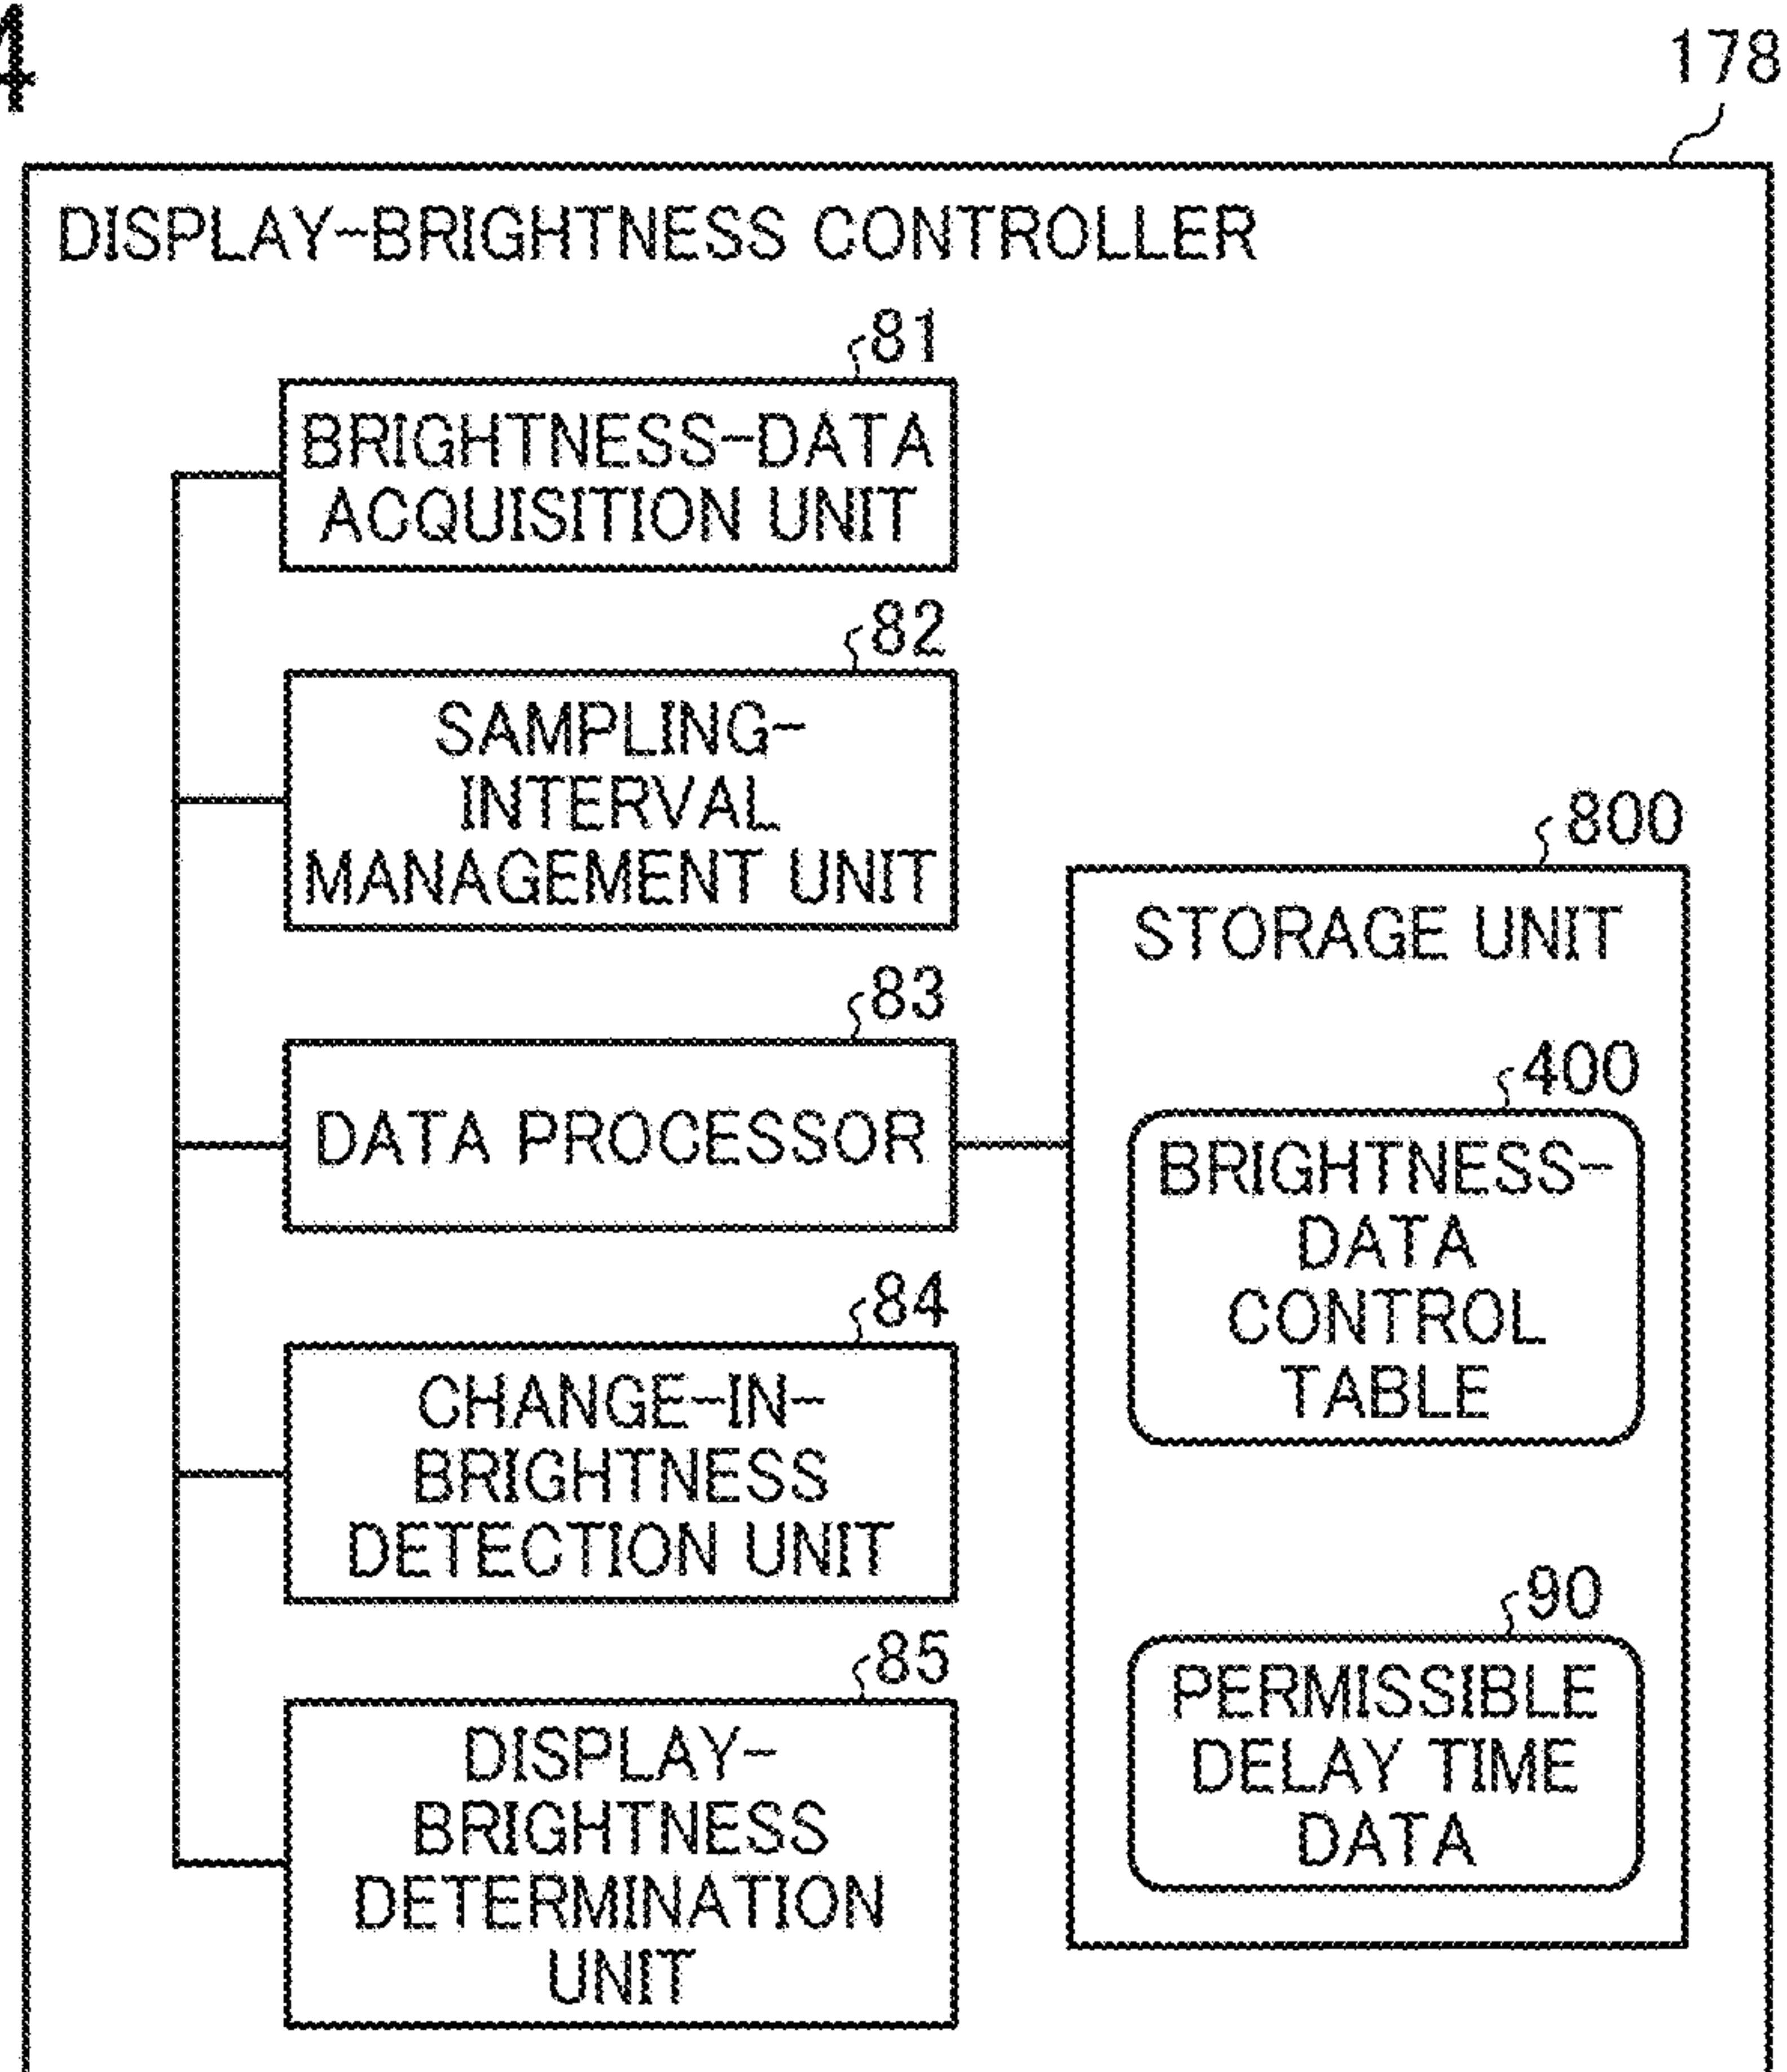 4
178
DISPLAY-BRIGHTNESS CONTROLLER
81
BRIGHTNESS-DATA
ACQUISITION UNIT
82
SAMPLING-
INTERVAL
MANAGEMENT UNIT
83
DATA PROCESSOR
84
CHANGE-IN-
BRIGHTNESS
DETECTION UNIT
85
DISPLAY-
BRIGHTNESS
DETERMINATION
UNIT
800
STORAGE UNIT
400
BRIGHTNESS-
DATA
CONTROL
TABLE
90
PERMISSIBLE
DELAY TIME
DATA